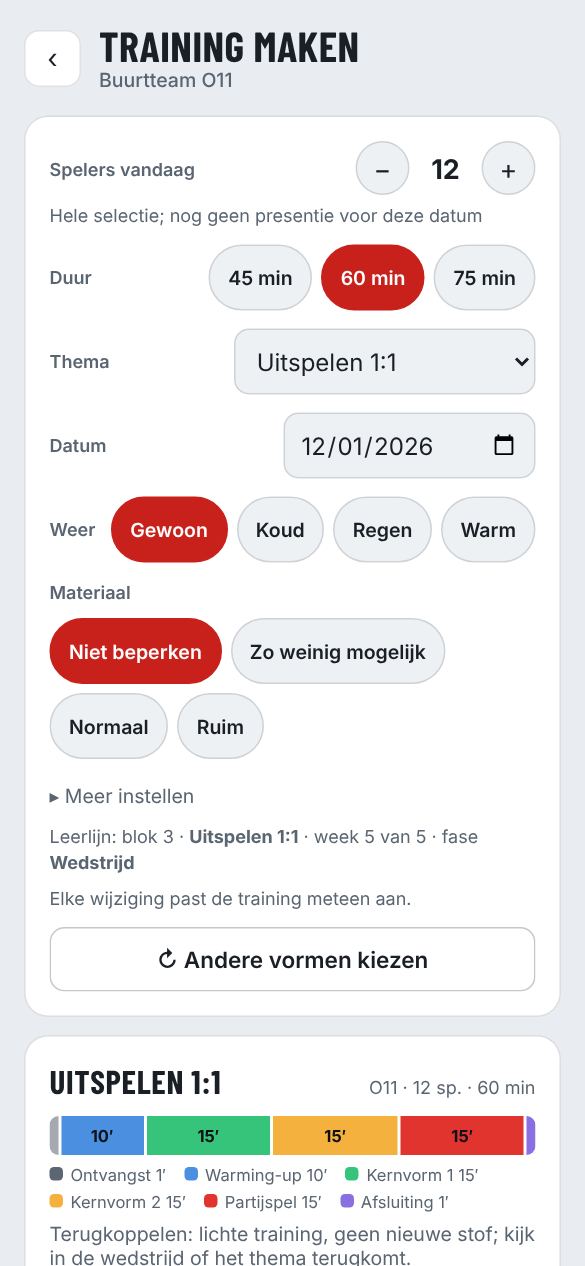 ‹
TRAINING MAKEN
Buurtteam O11
Spelers vandaag − 12 +
Hele selectie; nog geen presentie voor deze datum
Duur 45 min 60 min 75 min
Thema Uitspelen 1:1
Datum 12/01/2026
Weer Gewoon Koud Regen Warm
Materiaal
Niet beperken Zo weinig mogelijk
Normaal Ruim
▸ Meer instellen
Leerlijn: blok 3 · Uitspelen 1:1 · week 5 van 5 · fase
Wedstrijd
Elke wijziging past de training meteen aan.
↻ Andere vormen kiezen
UITSPELEN 1:1 O11 · 12 sp. · 60 min
10′ 15′ 15′ 15′
Ontvangst 1′ Warming-up 10′ Kernvorm 1 15′
Kernvorm 2 15′ Partijspel 15′ Afsluiting 1′
Terugkoppelen: lichte training, geen nieuwe stof; kijk
in de wedstrijd of het thema terugkomt.